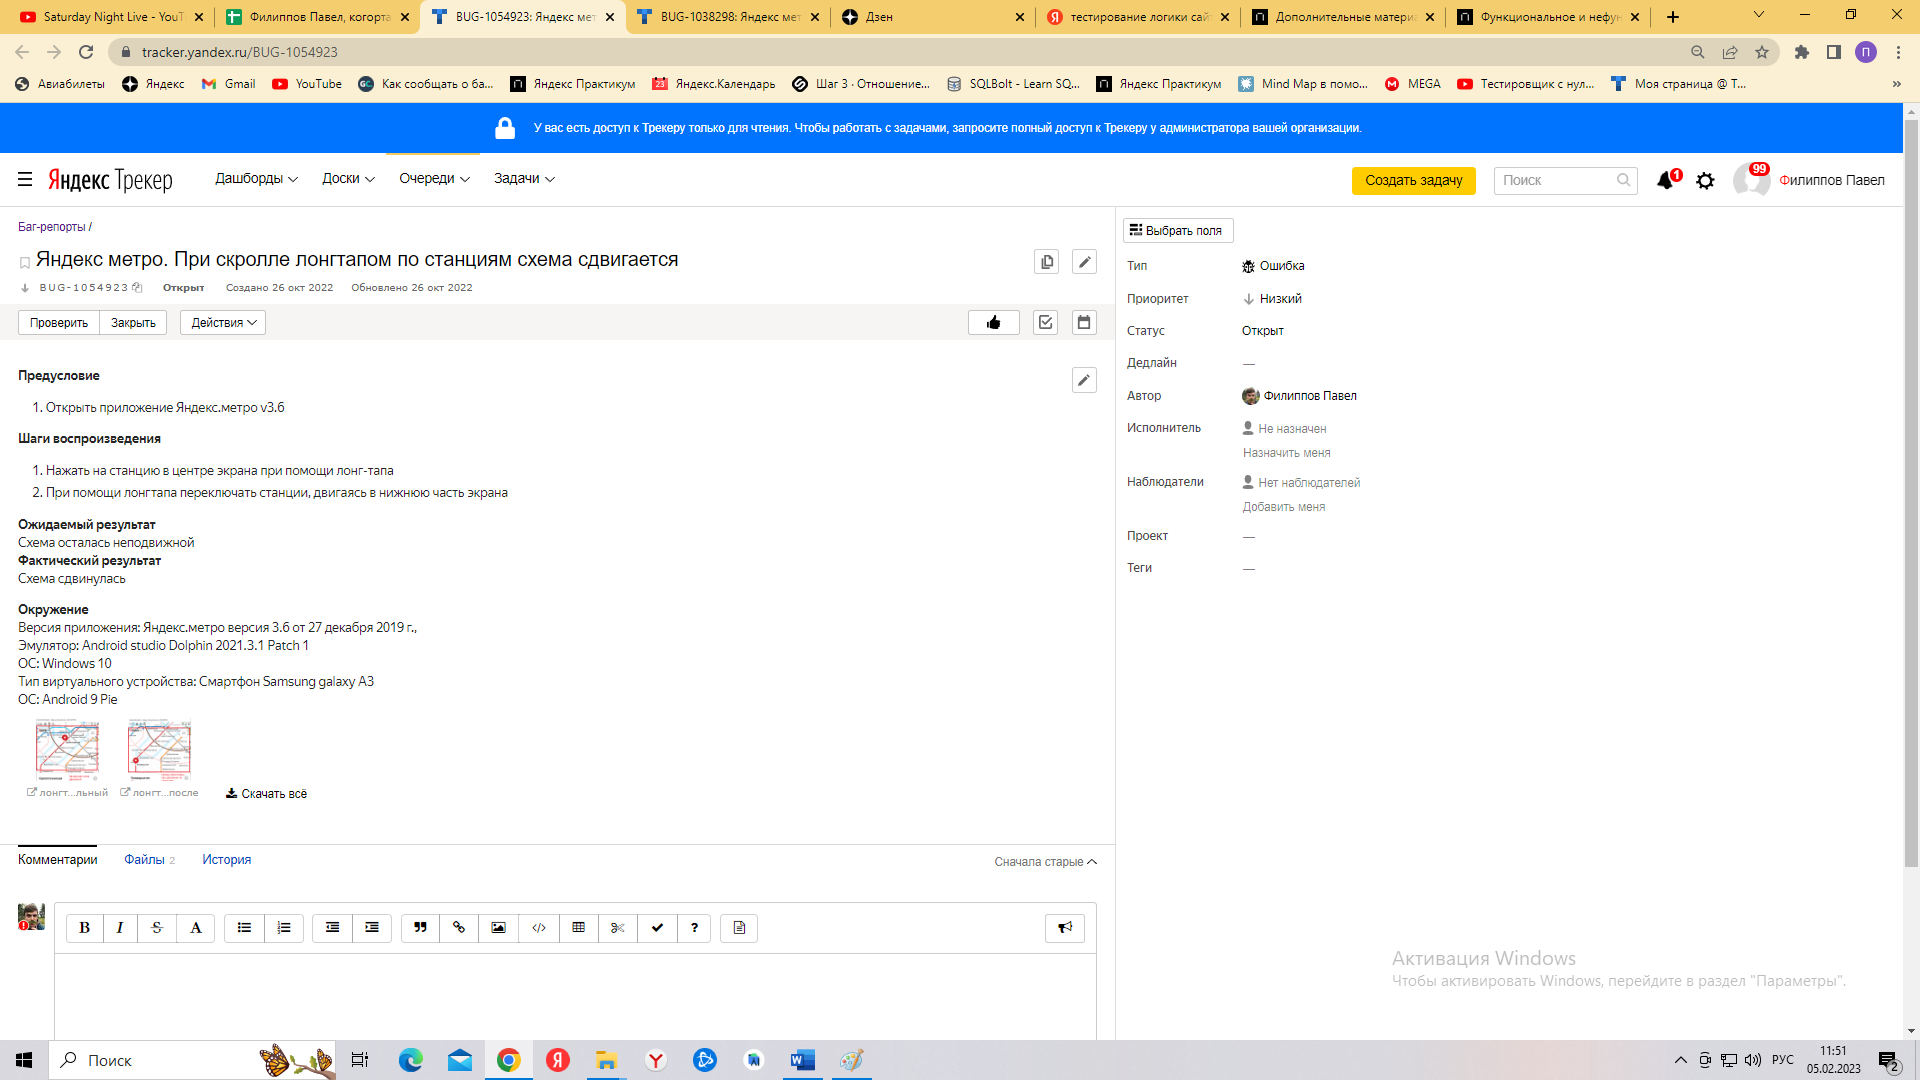 Saturday Night Live - YouT
Филиппов Павел, когорта
BUG-1054923: Яндекс мет
BUG-1038298: Яндекс мет
Дзен
тестирование логики сай
Дополнительные материа
Функциональное и нефун
tracker.yandex.ru/BUG-1054923
П
Авиабилеты
Яндекс
Gmail
YouTube
Как сообщать о ба...
Яндекс Практикум
Яндекс.Календарь
Шаг 3 · Отношение...
SQLBolt - Learn SQ...
Яндекс Практикум
Mind Map в помо...
MEGA
Тестировщик с нул...
Моя страница @ T...
»
У вас есть доступ к Трекеру только для чтения. Чтобы работать с задачами, запросите полный доступ к Трекеру у администратора вашей организации.
Яндекс Трекер
Дашборды
Доски
Очереди
Задачи
Создать задачу
Поиск
1
99
Филиппов Павел
Баг-репорты /
Яндекс метро. При скролле лонгтапом по станциям схема сдвигается
BUG-1054923
Открыт
Создано 26 окт 2022
Обновлено 26 окт 2022
Проверить
Закрыть
Действия
Предусловие
1. Открыть приложение Яндекс.метро v3.6
Шаги воспроизведения
1. Нажать на станцию в центре экрана при помощи лонг-тапа
2. При помощи лонгтапа переключать станции, двигаясь в нижнюю часть экрана
Ожидаемый результат
Схема осталась неподвижной
Фактический результат
Схема сдвинулась
Окружение
Версия приложения: Яндекс.метро версия 3.6 от 27 декабря 2019 г.,
Эмулятор: Android studio Dolphin 2021.3.1 Patch 1
ОС: Windows 10
Тип виртуального устройства: Смартфон Samsung galaxy A3
ОС: Android 9 Pie
лонгт...льный
лонгт...после
Скачать всё
Выбрать поля
Тип
Ошибка
Приоритет
Низкий
Статус
Открыт
Дедлайн
—
Автор
Филиппов Павел
Исполнитель
Не назначен
Назначить меня
Наблюдатели
Нет наблюдателей
Добавить меня
Проект
—
Теги
—
Комментарии
Файлы 2
История
Сначала старые
B
I
S
A
?
Активация Windows
Чтобы активировать Windows, перейдите в раздел "Параметры".
Поиск
РУС
11:51
05.02.2023
2